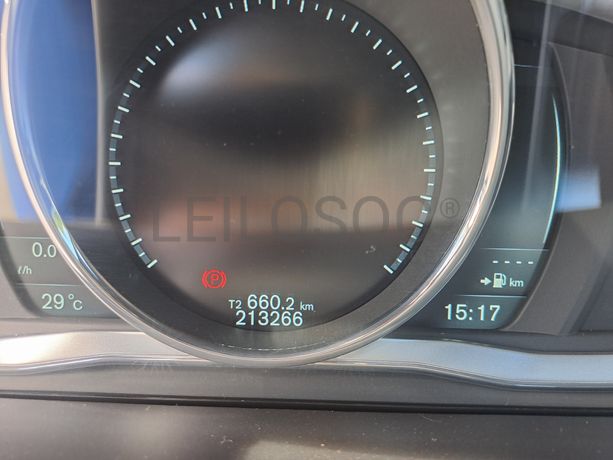 LEILOSOC®
0.0
ℓ/h
29°C
(P)
T2 660.2 km
213266
----
km
15:17